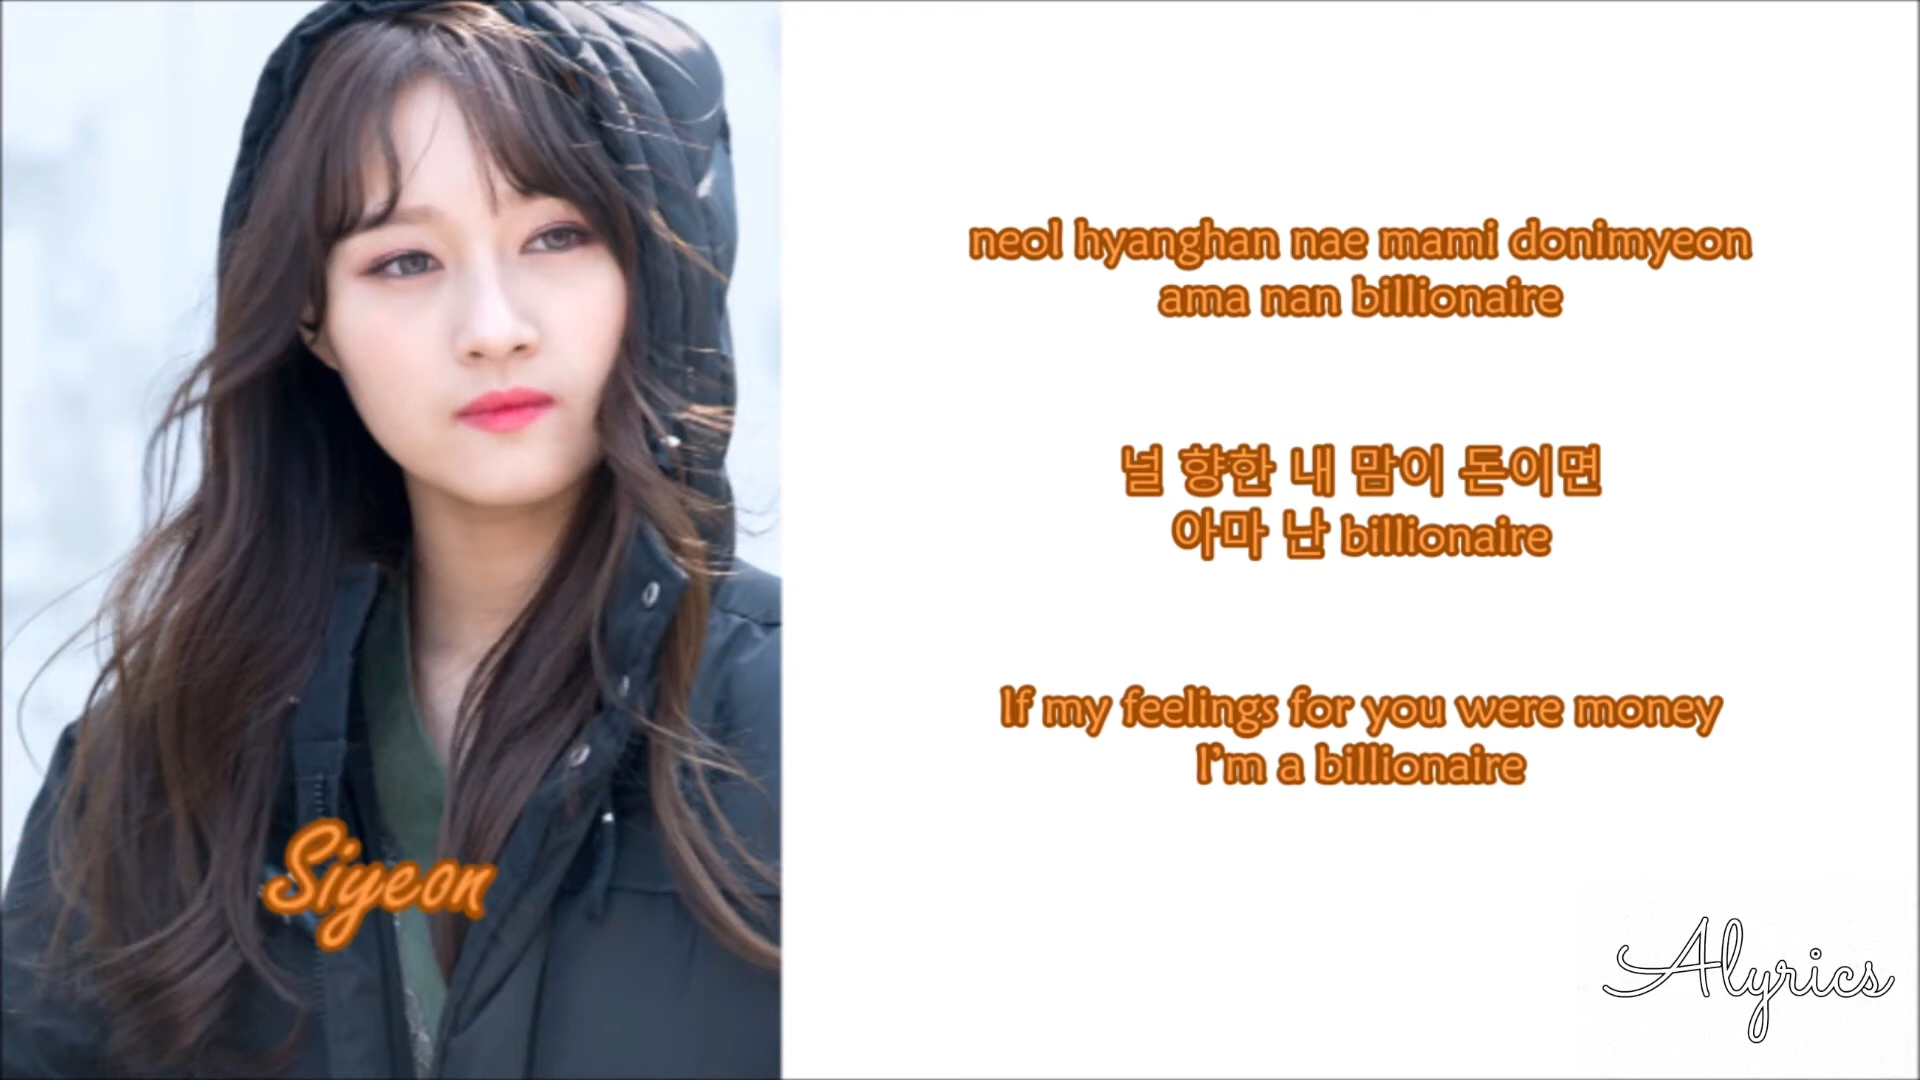 neol hyanghan nae mami donimyeon
ama nan billionaire
널 향한 내 맘이 돈이면
아마 난 billionaire
If my feelings for you were money
I'm a billionaire
Siyeon
Alyrics